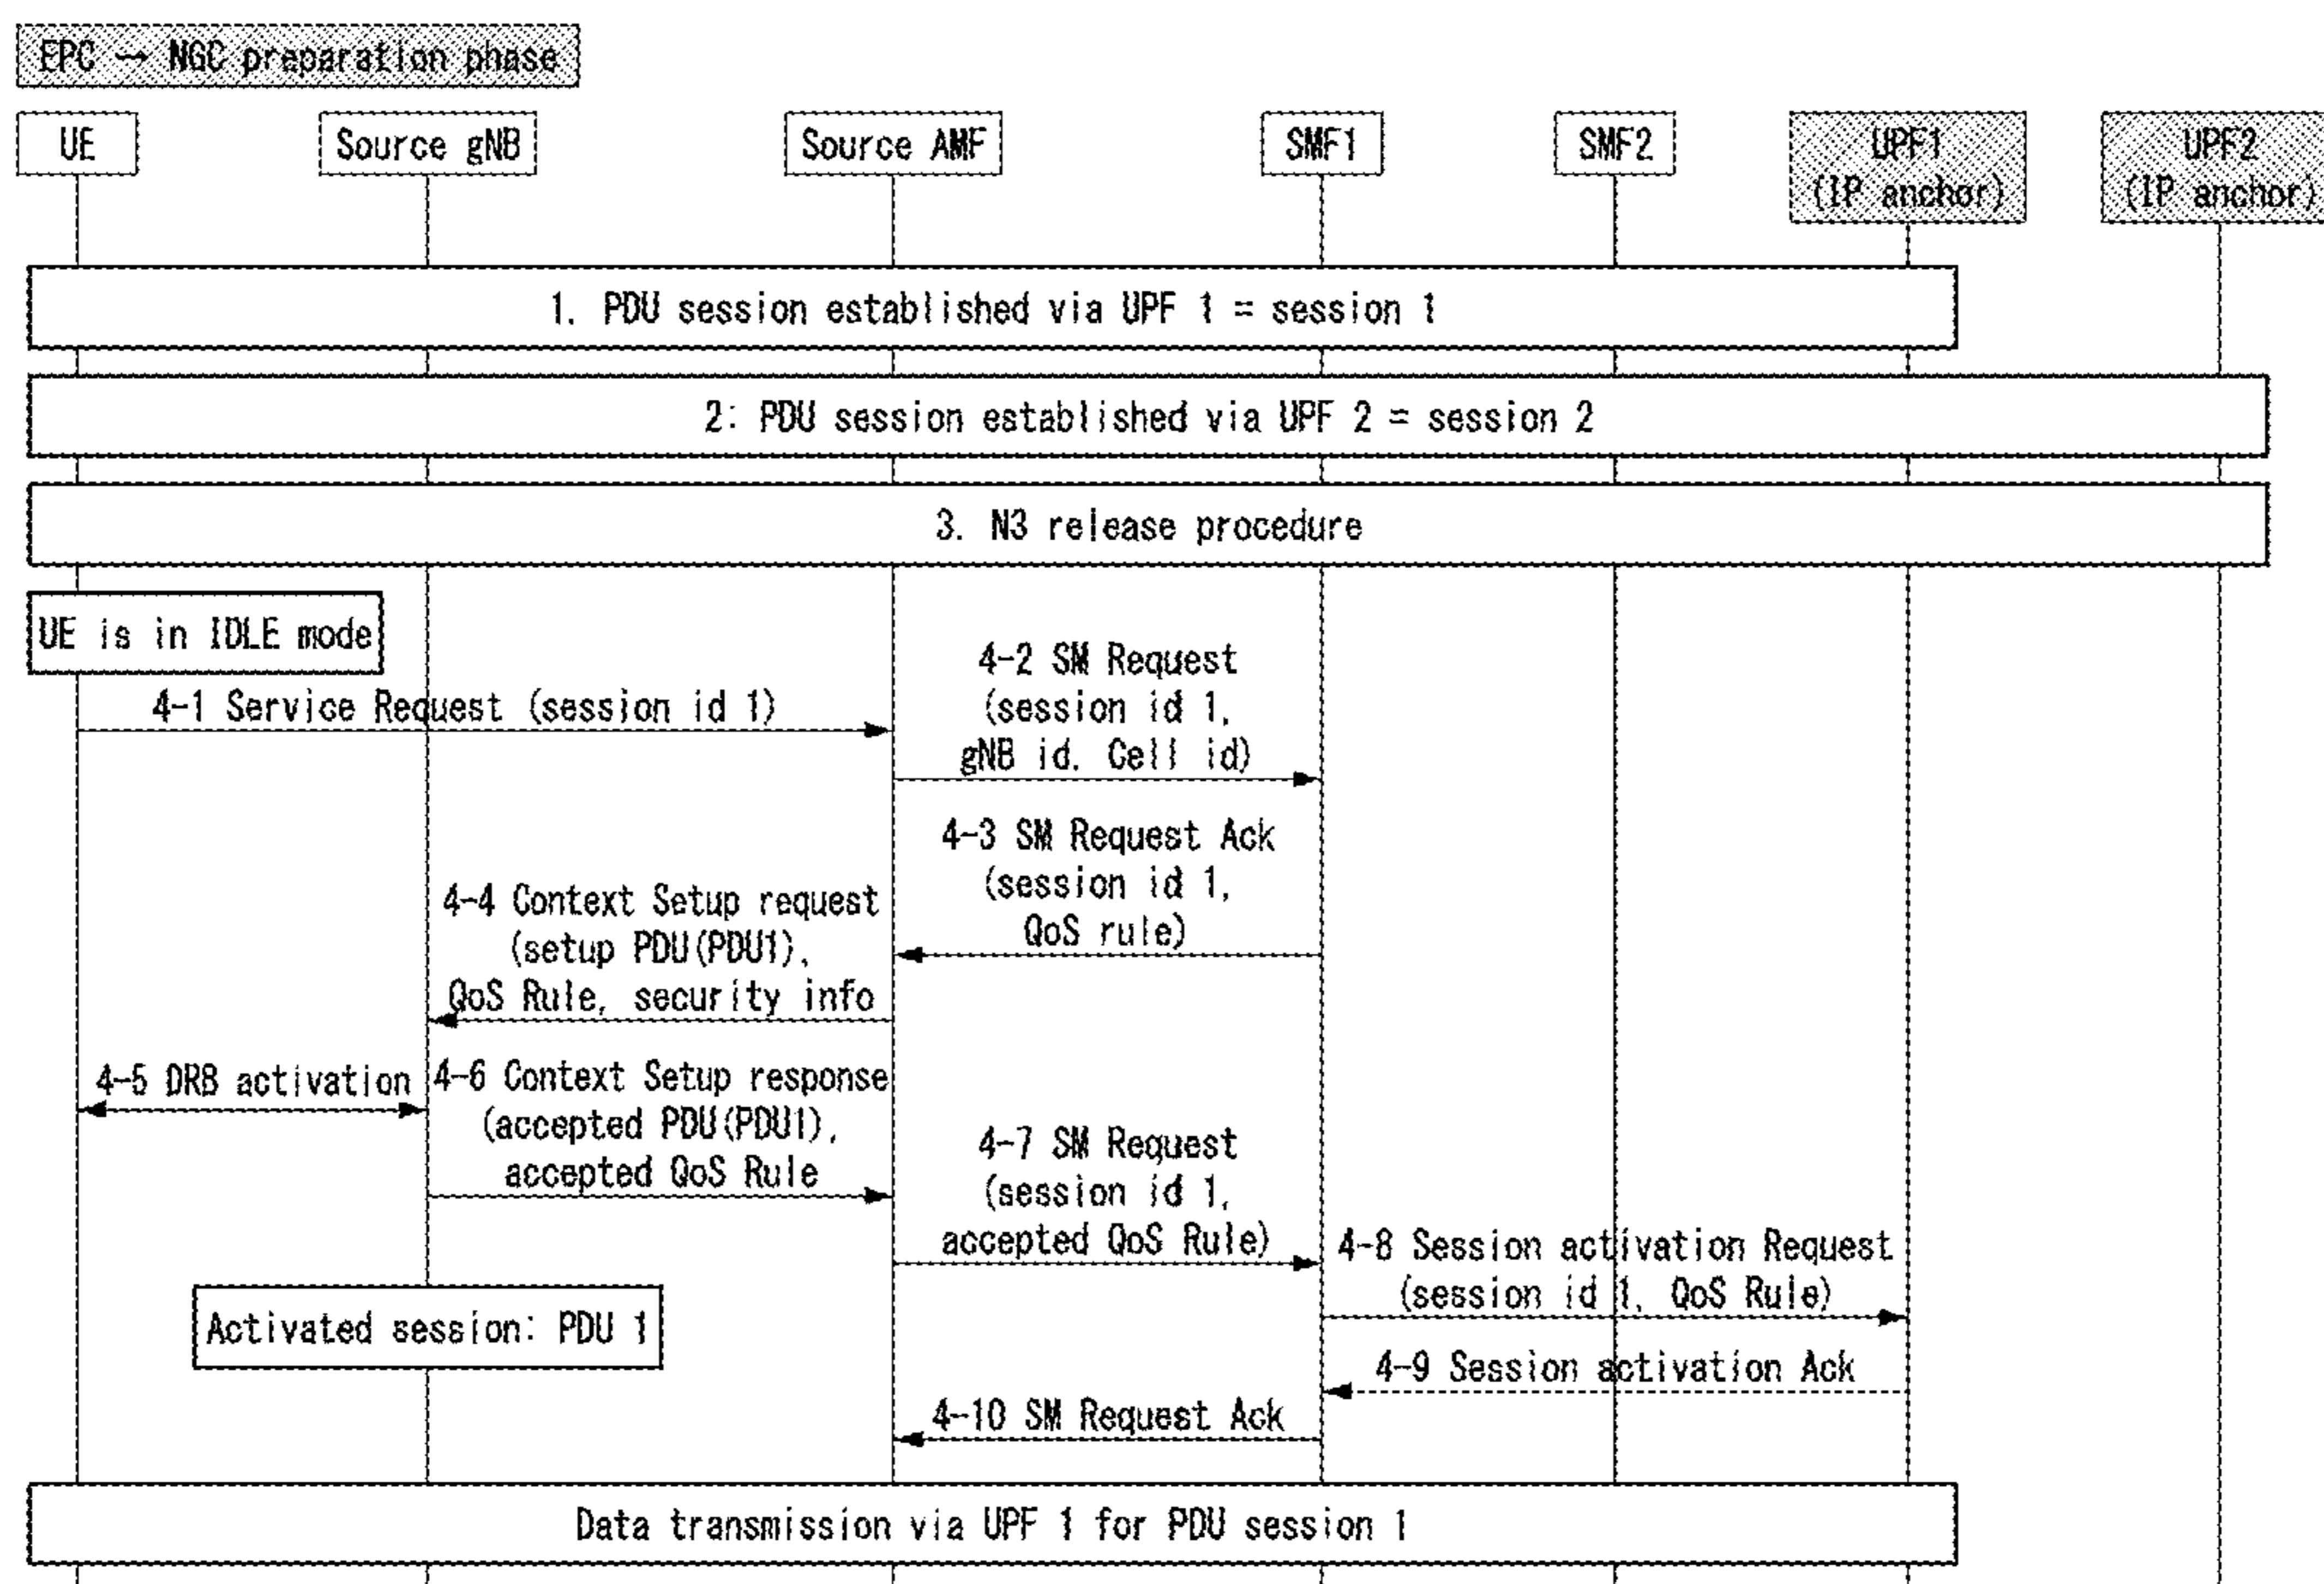 EPC → NGC preparation phase
UE
Source gNB
Source AMF
SMF1
SMF2
UPF1
(IP anchor)
UPF2
(IP anchor)
1. PDU session established via UPF 1 = session 1
2: PDU session established via UPF 2 = session 2
3. N3 release procedure
UE is in IDLE mode
4-1 Service Request (session id 1)
4-2 SM Request
(session id 1,
gNB id. Cell id)
4-3 SM Request Ack
(session id 1,
QoS rule)
4-4 Context Setup request
(setup PDU(PDU1),
QoS Rule, security info
4-5 DRB activation
4-6 Context Setup response
(accepted PDU(PDU1),
accepted QoS Rule
4-7 SM Request
(session id 1,
accepted QoS Rule)
4-8 Session activation Request
(session id 1, QoS Rule)
Activated session: PDU 1
4-9 Session activation Ack
4-10 SM Request Ack
Data transmission via UPF 1 for PDU session 1